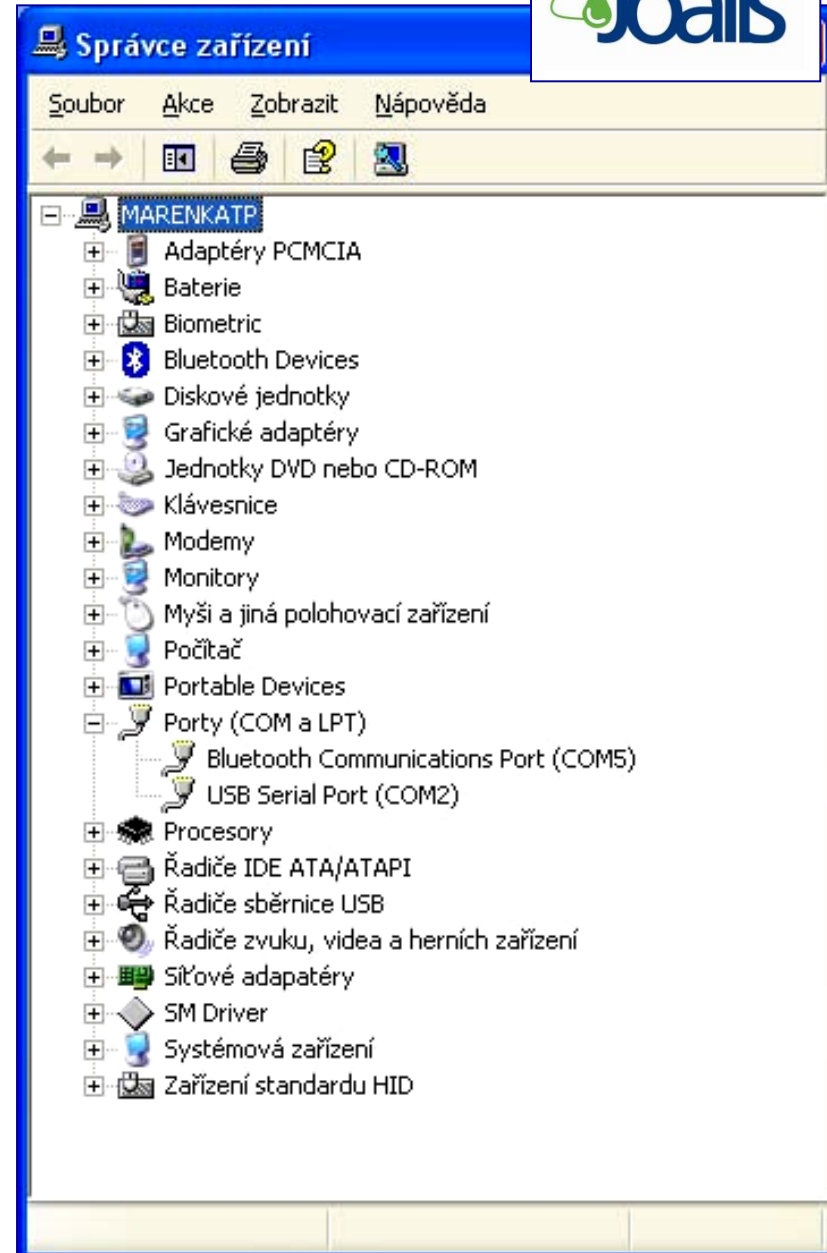 Joalis
Správce zařízení
Soubor Akce Zobrazit Nápověda
MARENKATP
Adaptéry PCMCIA
Baterie
Biometric
Bluetooth Devices
Diskové jednotky
Grafické adaptéry
Jednotky DVD nebo CD-ROM
Klávesnice
Modemy
Monitory
Myši a jiná polohovací zařízení
Počítač
Portable Devices
Porty (COM a LPT)
Bluetooth Communications Port (COM5)
USB Serial Port (COM2)
Procesory
Řadiče IDE ATA/ATAPI
Řadiče sběrnice USB
Řadiče zvuku, videa a herních zařízení
Síťové adapatéry
SM Driver
Systémová zařízení
Zařízení standardu HID